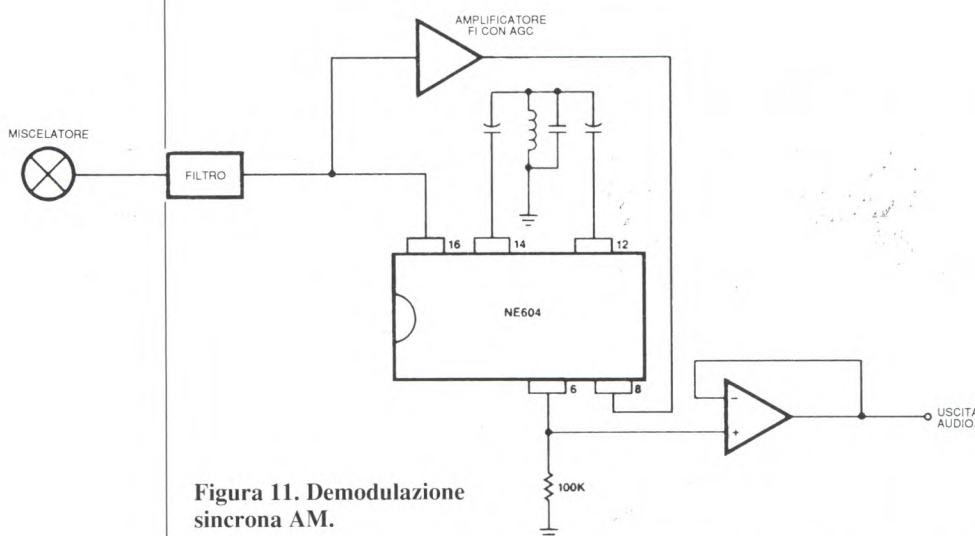 AMPLIFICATORE
FI CON AGC
MISCELATORE
FILTRO
16
14
12
NE604
6
8
USCITA
AUDIO
100K
Figura 11. Demodulazione
sincrona AM.